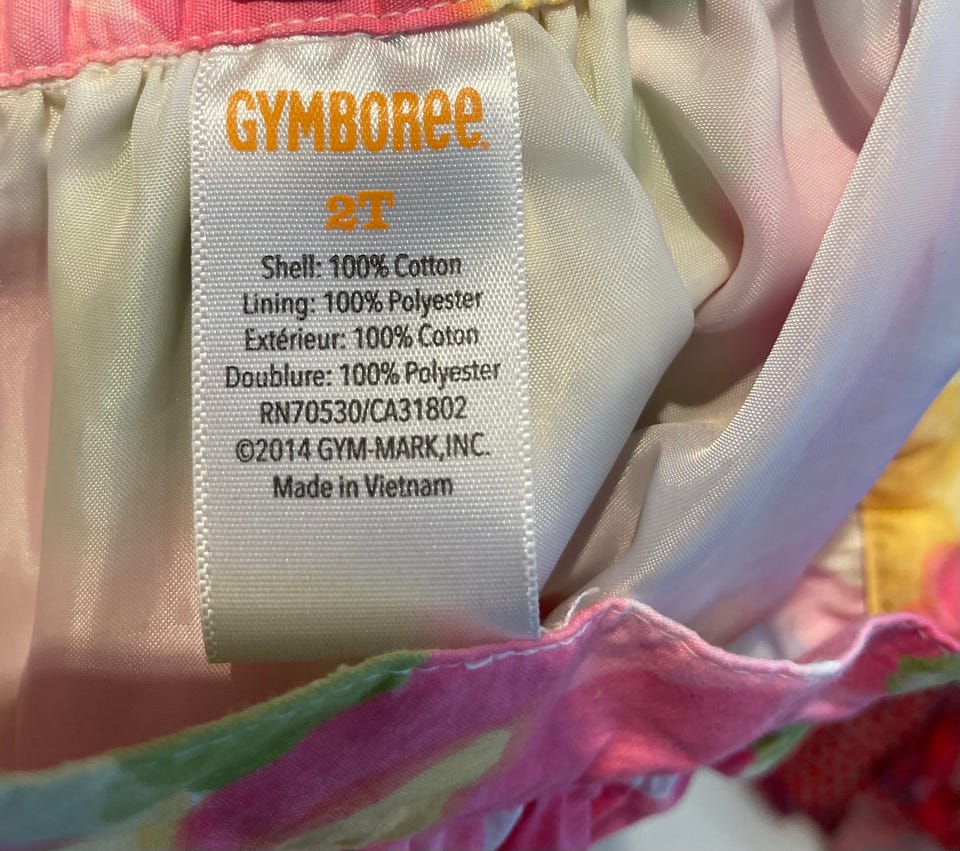 GYMBORee
2T
Shell: 100% Cotton
Lining: 100% Polyester
Extérieur: 100% Coton
Doublure: 100% Polyester
RN70530/CA31802
©2014 GYM-MARK,INC.
Made in Vietnam